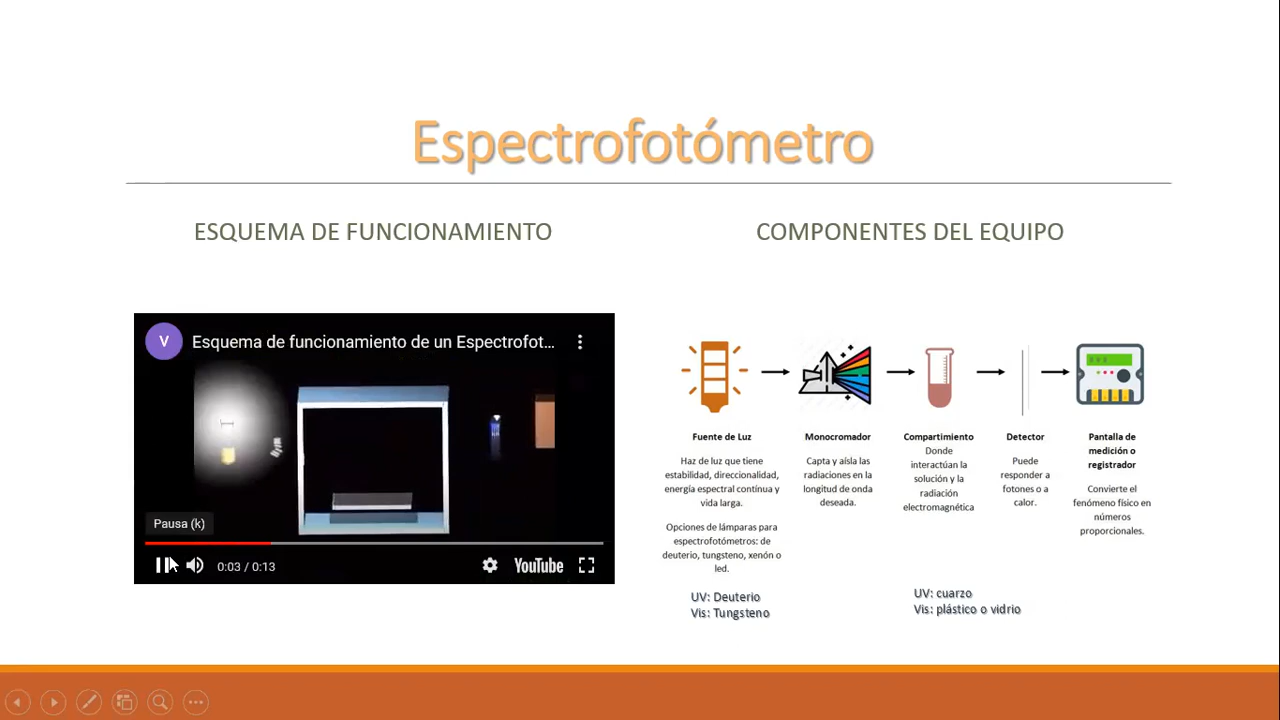 Espectrofotómetro
ESQUEMA DE FUNCIONAMIENTO
V
Esquema de funcionamiento de un Espectrofot...
Pausa (k)
0:03 / 0:13
YouTube
COMPONENTES DEL EQUIPO
Fuente de Luz
Haz de luz que tiene
estabilidad, direccionalidad,
energía espectral contínua y
vida larga.
Opciones de lámparas para
espectrofotómetros: de
deuterio, tungsteno, xenón o
led.
UV: Deuterio
Vis: Tungsteno
Monocromador
Capta y aísla las
radiaciones en la
longitud de onda
deseada.
Compartimiento
Donde
interactúan la
solución y la
radiación
electromagnética
UV: cuarzo
Vis: plástico o vidrio
Detector
Puede
responder a
fotones o a
calor.
Pantalla de
medición o
registrador
Convierte el
fenómeno físico en
números
proporcionales.